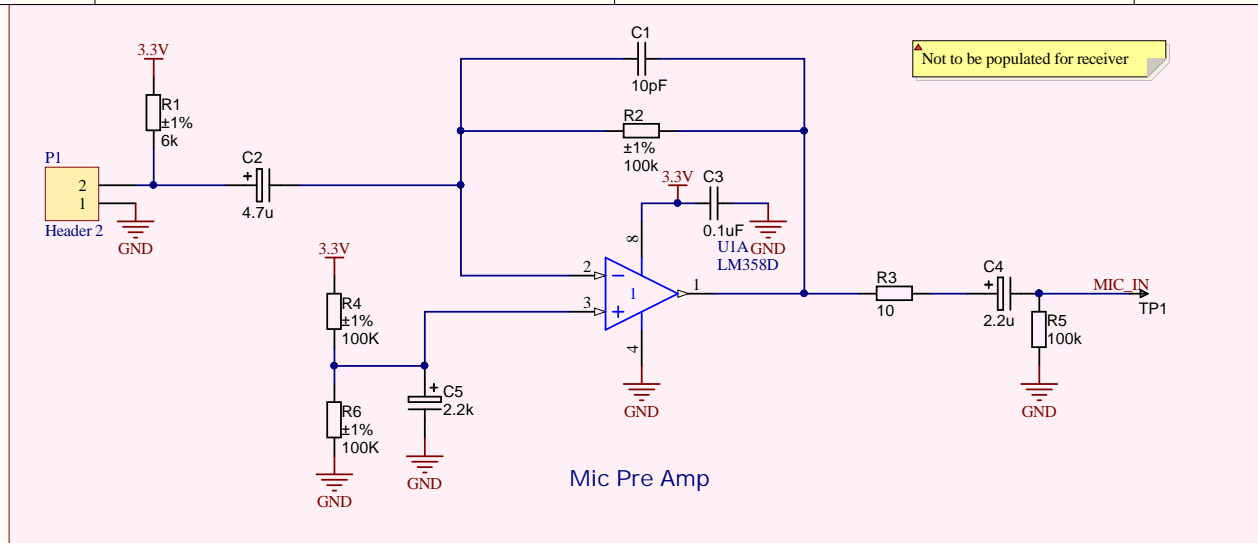 Not to be populated for receiver
3.3V
R1
±1%
6k
P1
2
1
Header 2
GND
C2
+
4.7u
C1
10pF
R2
±1%
100k
3.3V
C3
0.1uF
GND
U1A
LM358D
8
2
3
1
1
4
GND
3.3V
R4
±1%
100K
R6
±1%
100K
GND
+
C5
2.2k
GND
R3
10
C4
+
2.2u
MIC_IN
TP1
R5
100k
GND
Mic Pre Amp